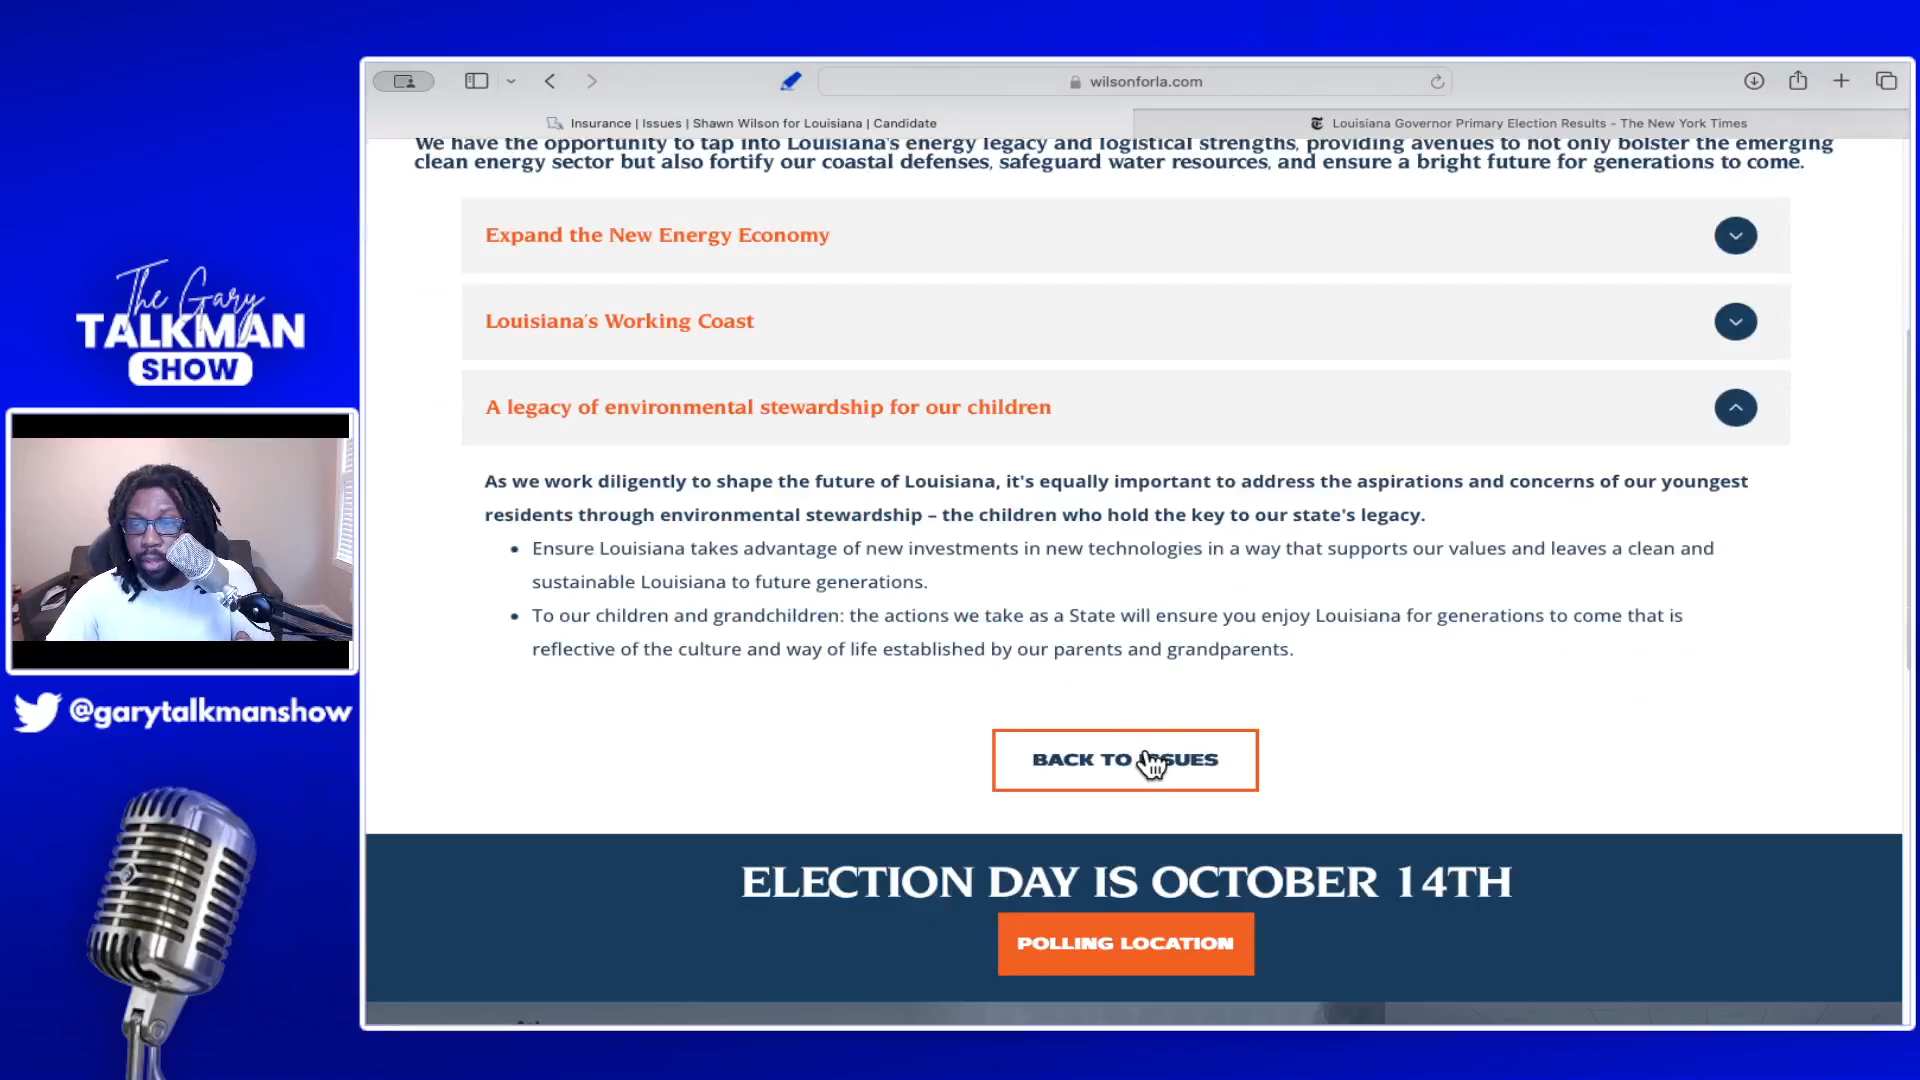 wilsonforla.com
Insurance | Issues | Shawn Wilson for Louisiana | Candidate
Louisiana Governor Primary Election Results - The New York Times
We have the opportunity to tap into Louisiana's energy legacy and logistical strengths, providing avenues to not only bolster the emerging
clean energy sector but also fortify our coastal defenses, safeguard water resources, and ensure a bright future for generations to come.
Expand the New Energy Economy
Louisiana's Working Coast
A legacy of environmental stewardship for our children
As we work diligently to shape the future of Louisiana, it's equally important to address the aspirations and concerns of our youngest
residents through environmental stewardship – the children who hold the key to our state's legacy.
• Ensure Louisiana takes advantage of new investments in new technologies in a way that supports our values and leaves a clean and
sustainable Louisiana to future generations.
• To our children and grandchildren: the actions we take as a State will ensure you enjoy Louisiana for generations to come that is
reflective of the culture and way of life established by our parents and grandparents.
BACK TO ISSUES
ELECTION DAY IS OCTOBER 14TH
POLLING LOCATION
The Gary
TALKMAN
SHOW
@garytalkmanshow